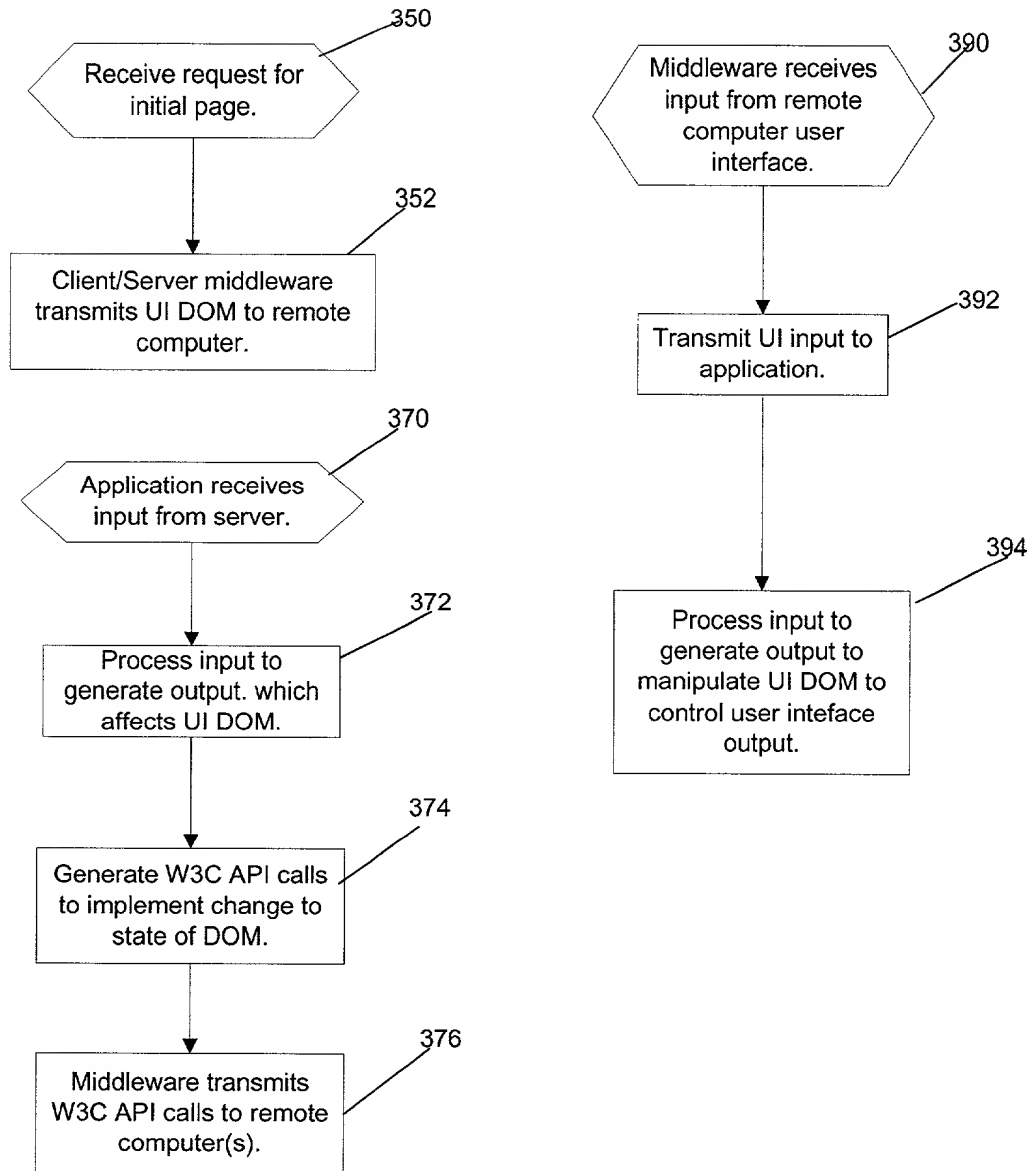 350
Receive request for
initial page.
352
Client/Server middleware
transmits UI DOM to remote
computer.
370
Application receives
input from server.
372
Process input to
generate output. which
affects UI DOM.
374
Generate W3C API calls
to implement change to
state of DOM.
376
Middleware transmits
W3C API calls to remote
computer(s).
390
Middleware receives
input from remote
computer user
interface.
392
Transmit UI input to
application.
394
Process input to
generate output to
manipulate UI DOM to
control user inteface
output.